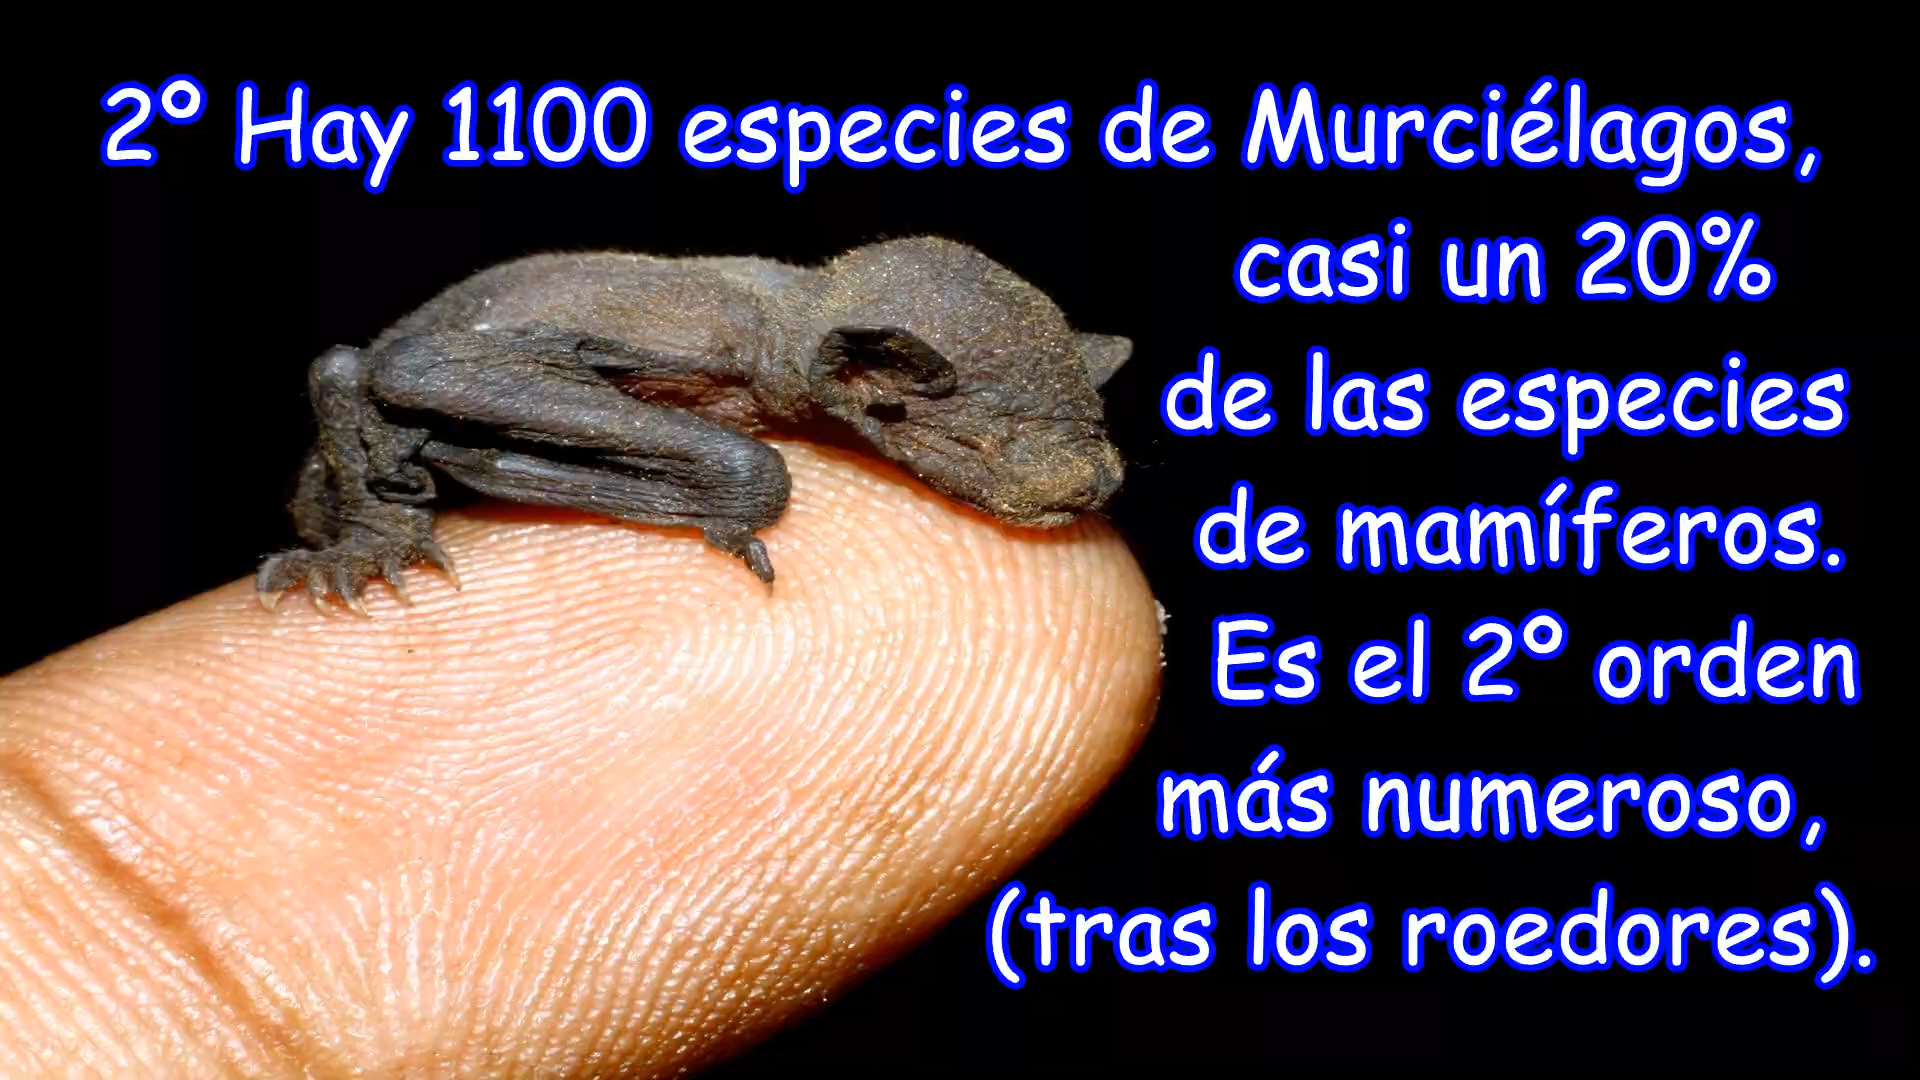 2º Hay 1100 especies de Murciélagos,
casi un 20%
de las especies
de mamíferos.
Es el 2º orden
más numeroso,
(tras los roedores).